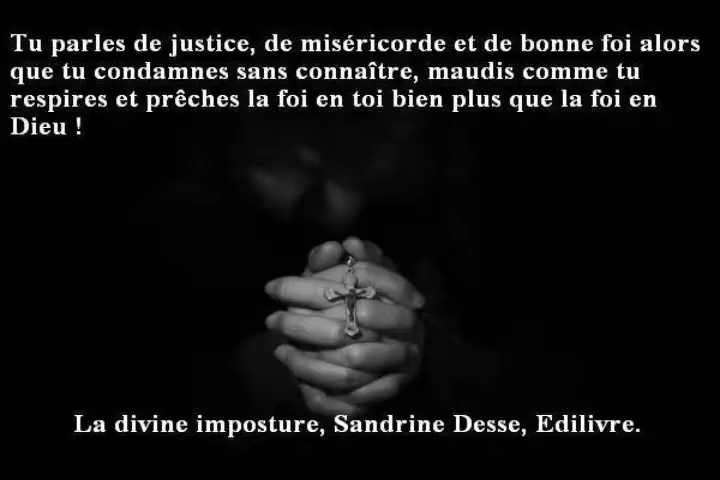 Tu parles de justice, de miséricorde et de bonne foi alors
que tu condamnes sans connaître, maudis comme tu
respires et prêches la foi en toi bien plus que la foi en
Dieu !
La divine imposture, Sandrine Desse, Edilivre.